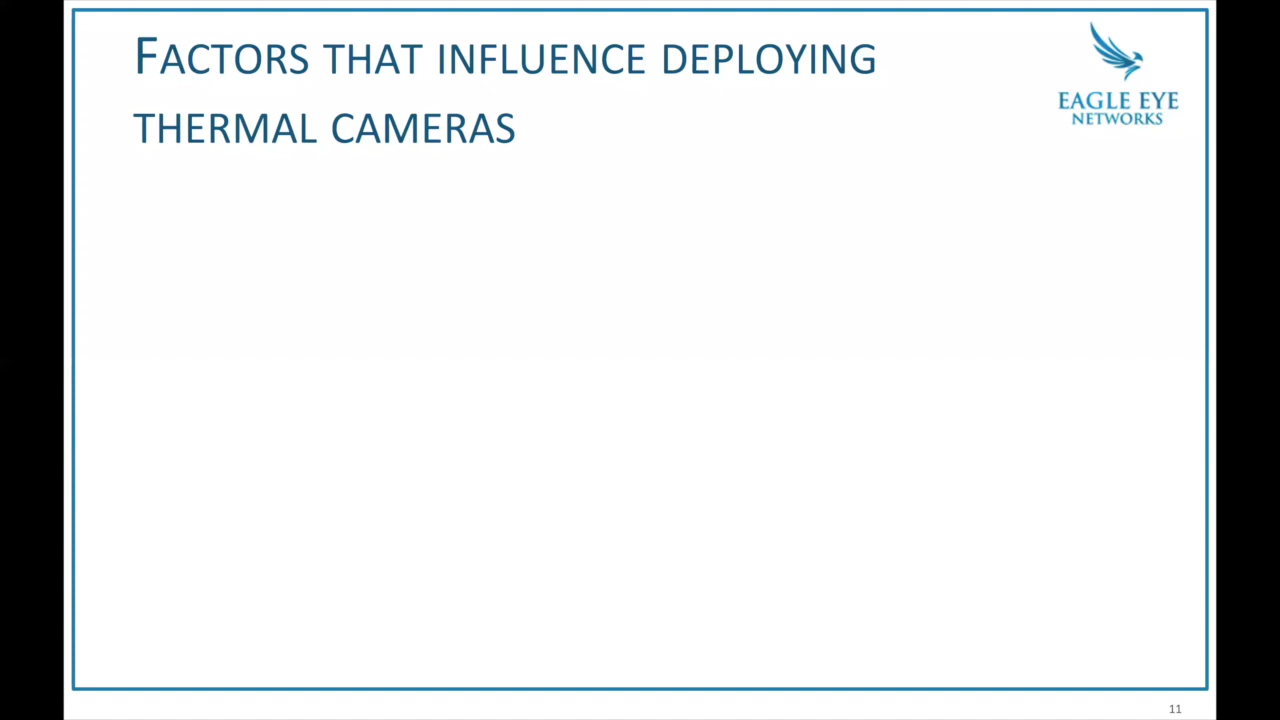 FACTORS THAT INFLUENCE DEPLOYING
THERMAL CAMERAS
EAGLE EYE
NETWORKS
11